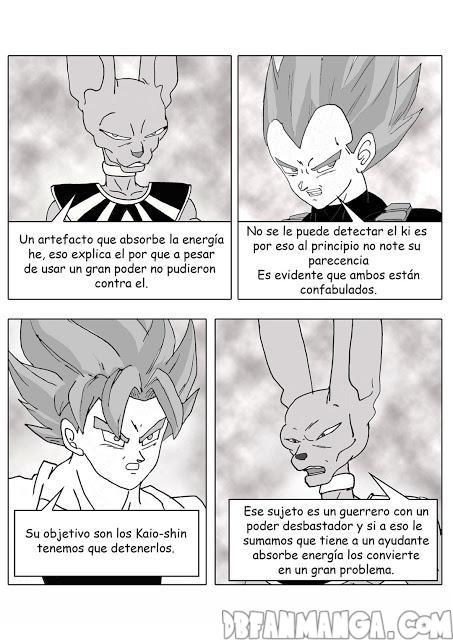 Un artefacto que absorbe la energía
he, eso explica el por que a pesar
de usar un gran poder no pudieron
contra el.
No se le puede detectar el ki es
por eso al principio no note su
parecencia
Es evidente que ambos están
confabulados.
Su objetivo son los Kaio-shin
tenemos que detenerlos.
Ese sujeto es un guerrero con un
poder desbastador y si a eso le
sumamos que tiene a un ayudante
absorbe energía los convierte
en un gran problema.
DBFANMANGA.COM